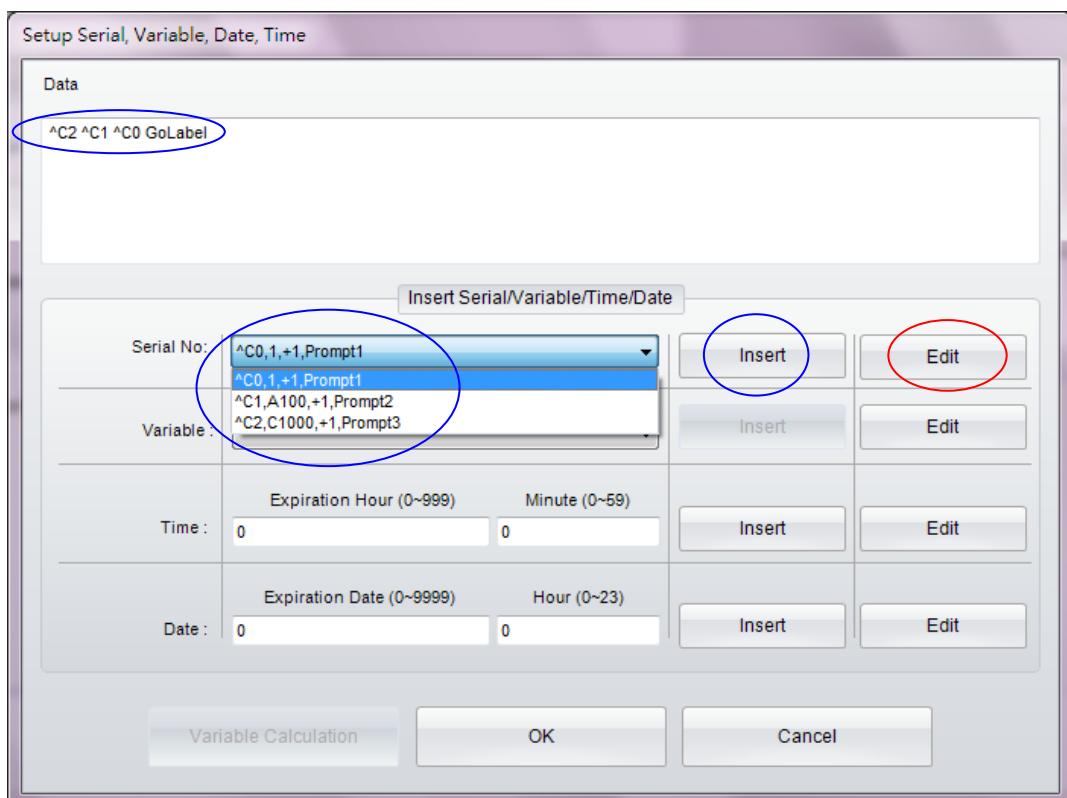 Setup Serial, Variable, Date, Time
Data
^C2 ^C1 ^C0 GoLabel
Insert Serial/Variable/Time/Date
Serial No: ^C0,1,+1,Prompt1 Insert Edit
^C0,1,+1,Prompt1
^C1,A100,+1,Prompt2
^C2,C1000,+1,Prompt3
Variable : Insert Edit
Expiration Hour (0~999) Minute (0~59)
Time : 0 0 Insert Edit
Expiration Date (0~9999) Hour (0~23)
Date : 0 0 Insert Edit
Variable Calculation OK Cancel